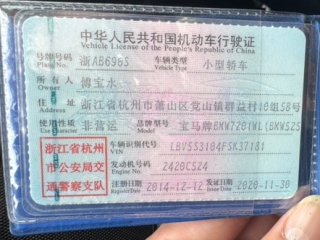 中华人民共和国机动车行驶证
Vehicle License of the People's Republic of China
号牌号码 浙AB696S 车辆类型 小型轿车
Plate No. Vehicle Type
所有人 傅宝水
Owner
住址 浙江省杭州市萧山区党山镇群益村10组58号
Address
使用性质 非营运 品牌型号 宝马牌BKW7201WL(BKW5ZS
Use Character Model
浙江省杭州 车辆识别代号 LBV5S3104FSK37181
VIN
市公安局交 发动机号码 2420C5Z4
Engine No.
通警察支队 注册日期 2014-12-12 发证日期 2020-11-30
Register Date Issue Date